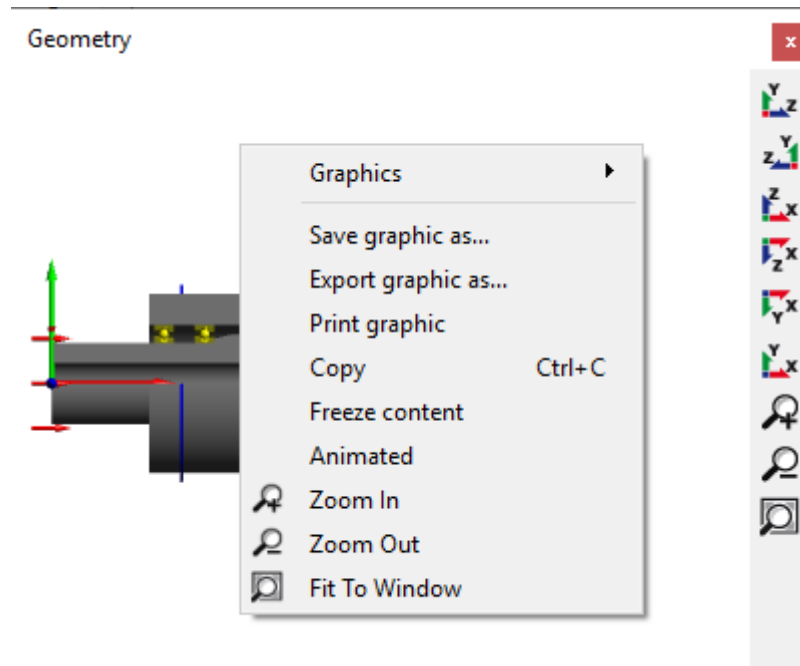 Geometry
x
Graphics
Save graphic as...
Export graphic as...
Print graphic
Copy Ctrl+C
Freeze content
Animated
Zoom In
Zoom Out
Fit To Window
Y Z
Z Y
Z X
Z X
Y X
Y X